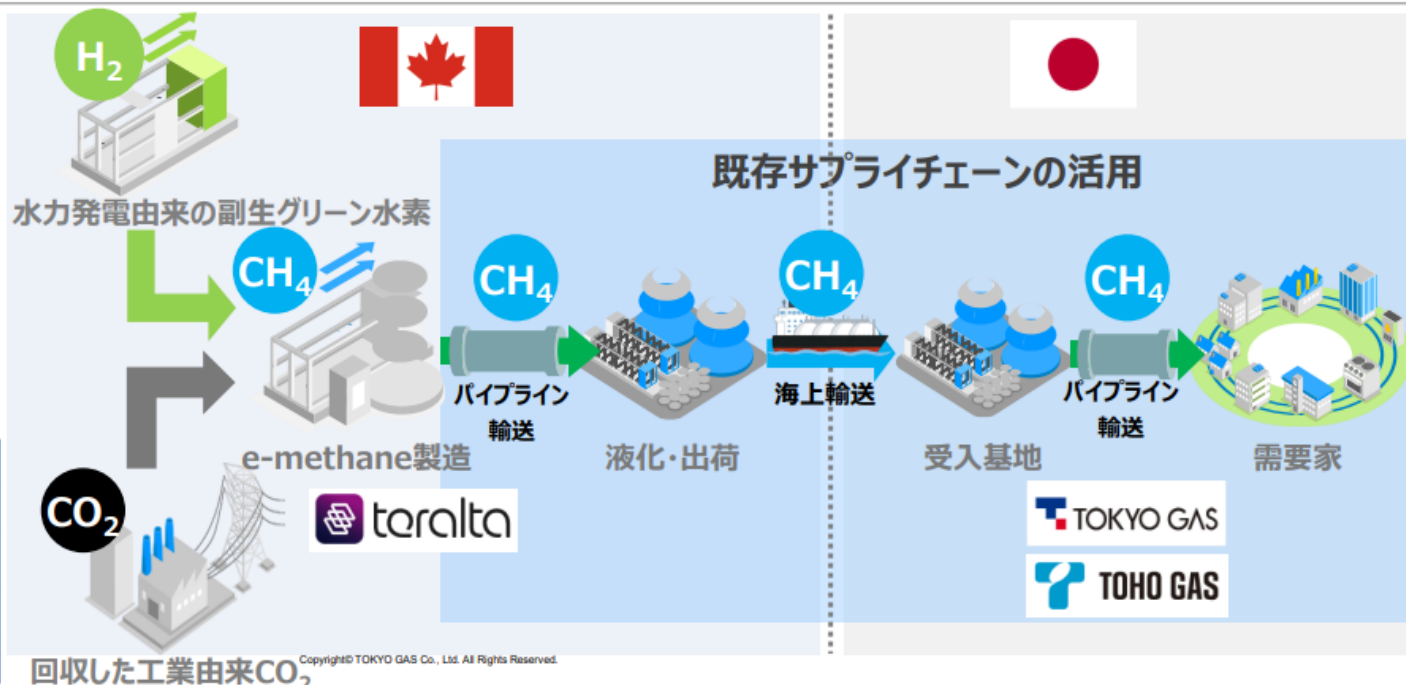 H2
既存サプライチェーンの活用
水力発電由来の副生グリーン水素
CH4
CH4
CH4
CH4
パイプライン
輸送
海上輸送
パイプライン
輸送
e-methane製造
液化・出荷
受入基地
需要家
CO2
teralta
TOKYO GAS
TOHO GAS
回収した工業由来CO2
Copyright© TOKYO GAS Co., Ltd. All Rights Reserved.